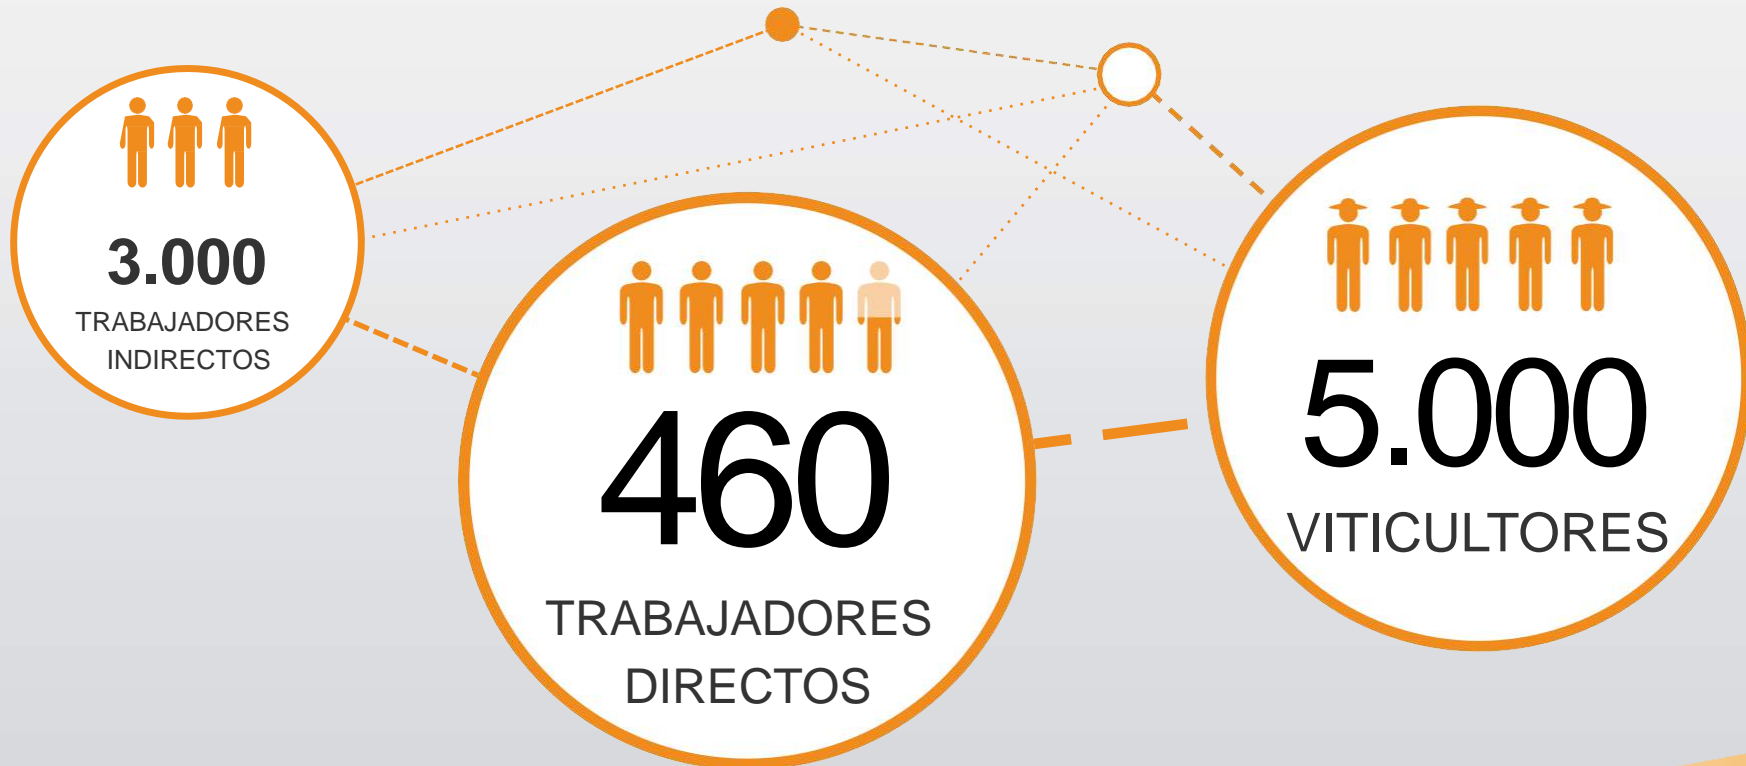 3.000
TRABAJADORES
INDIRECTOS
460
TRABAJADORES
DIRECTOS
5.000
VITICULTORES